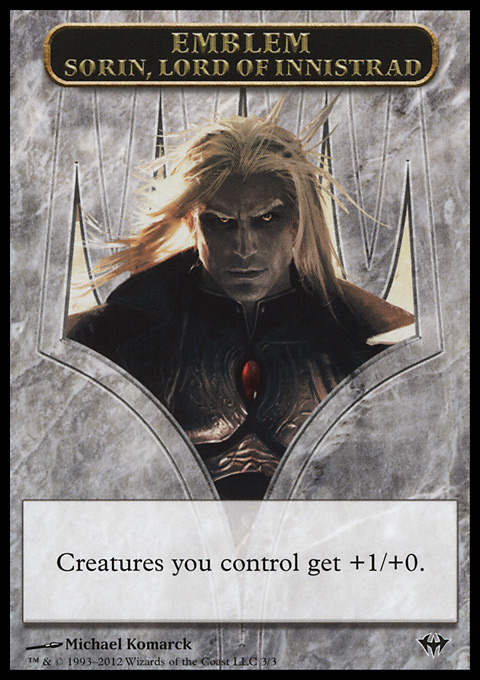 EMBLEM
SORIN, LORD OF INNISTRAD
Creatures you control get +1/+0.
Michael Komarck
™ & © 1993–2012 Wizards of the Coast LLC 3/3